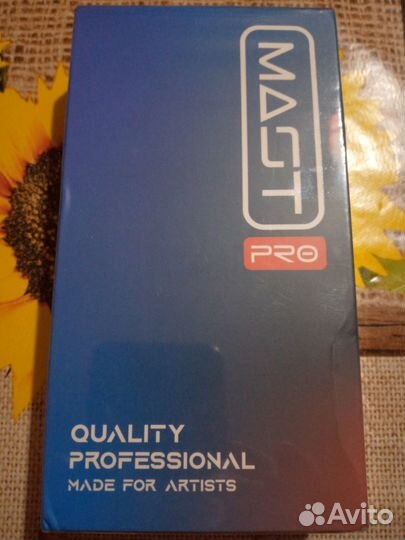 MAST
PRO
QUALITY
PROFESSIONAL
MADE FOR ARTISTS
Avito